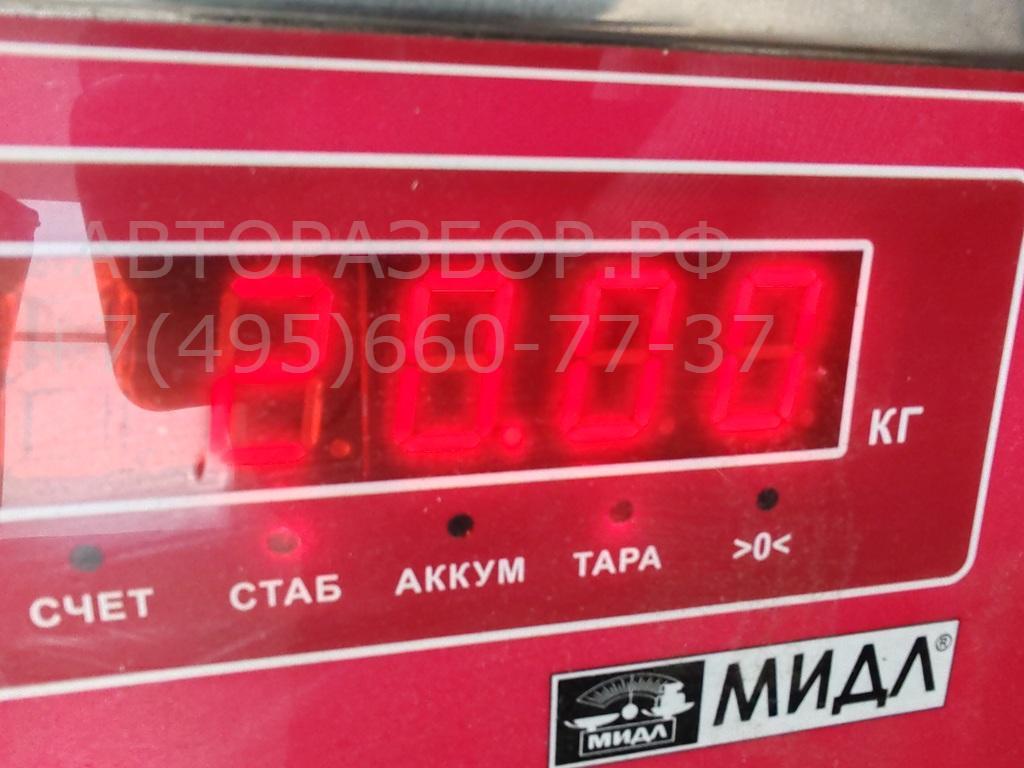 АВТОРАЗБОР.РФ
+7(495)660-77-37
20.00
КГ
СЧЕТ СТАБ АККУМ ТАРА >0<
МИДЛ МИДЛ®